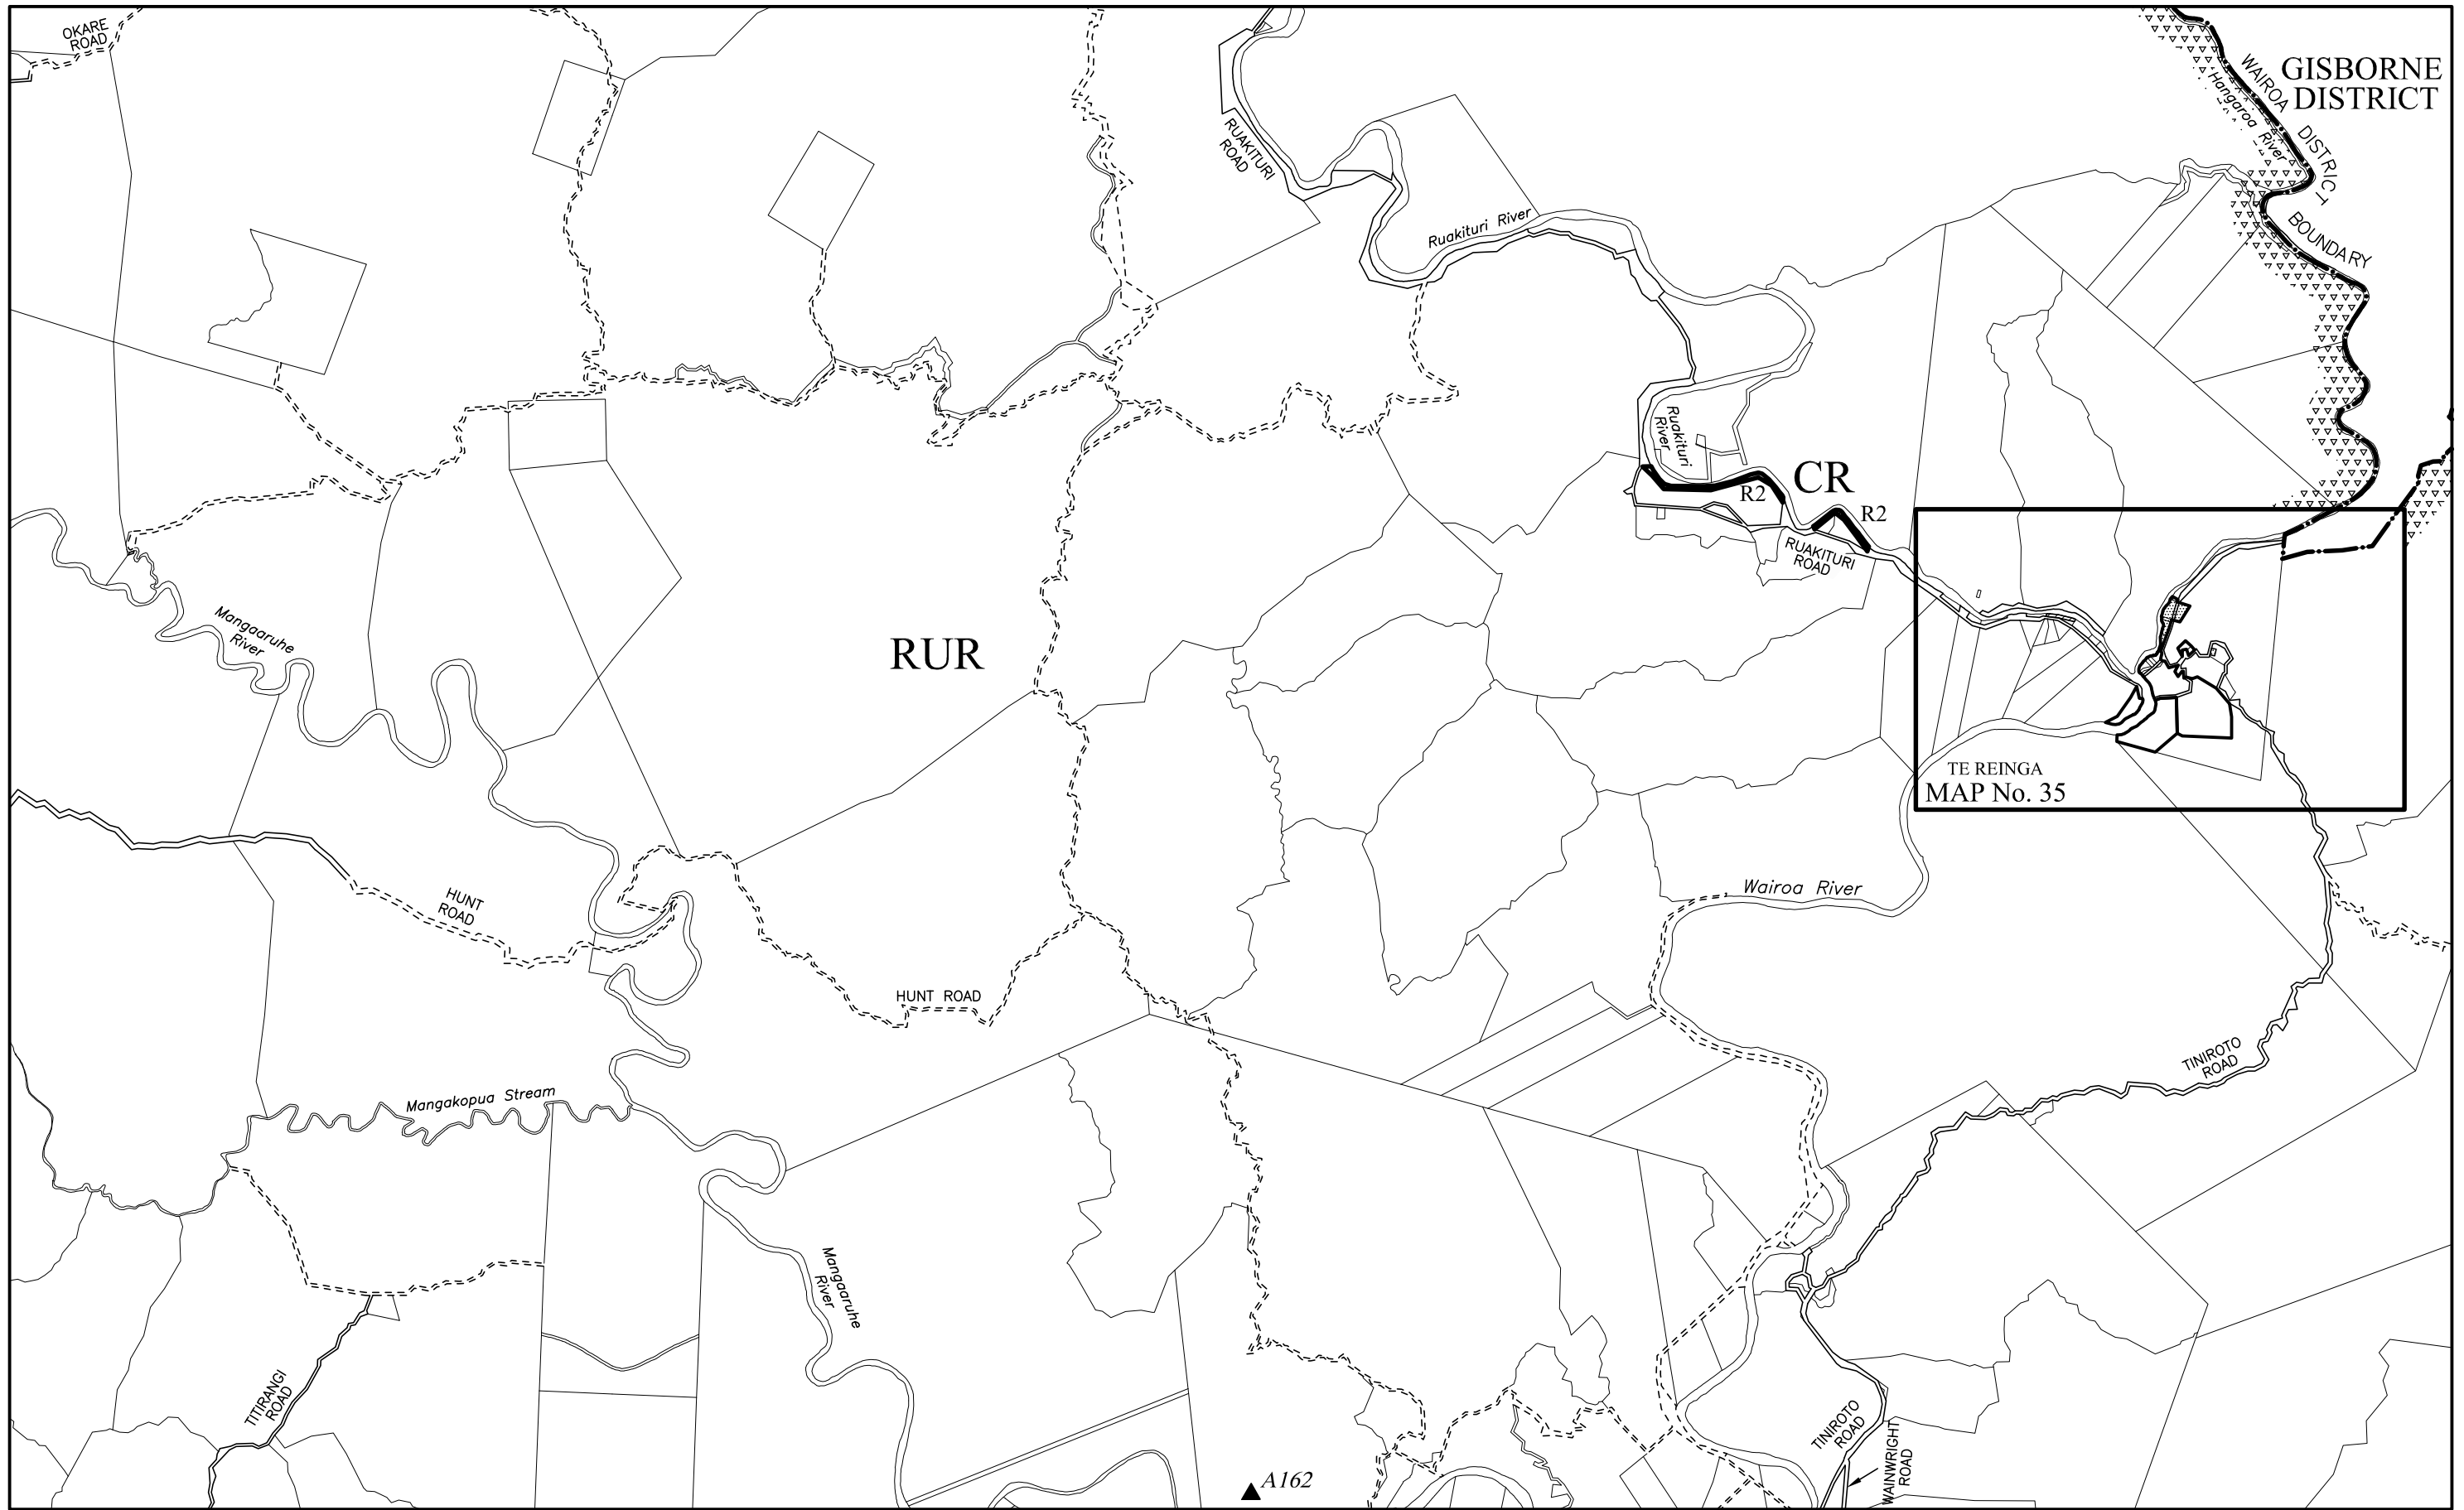 OKARE
ROAD
RUAKITURI
ROAD
WAIROA DISTRICT BOUNDARY
Hangaroa River
GISBORNE
DISTRICT
Ruakituri River
Ruakituri
River
CR
R2
R2
RUAKITURI
ROAD
Mangaaruhe
River
RUR
TE REINGA
MAP No. 35
HUNT
ROAD
Wairoa River
HUNT ROAD
TINIROTO
ROAD
Mangakopua Stream
Mangaaruhe
River
TITIRANGI
ROAD
TINIROTO
ROAD
WAINWRIGHT
ROAD
A162